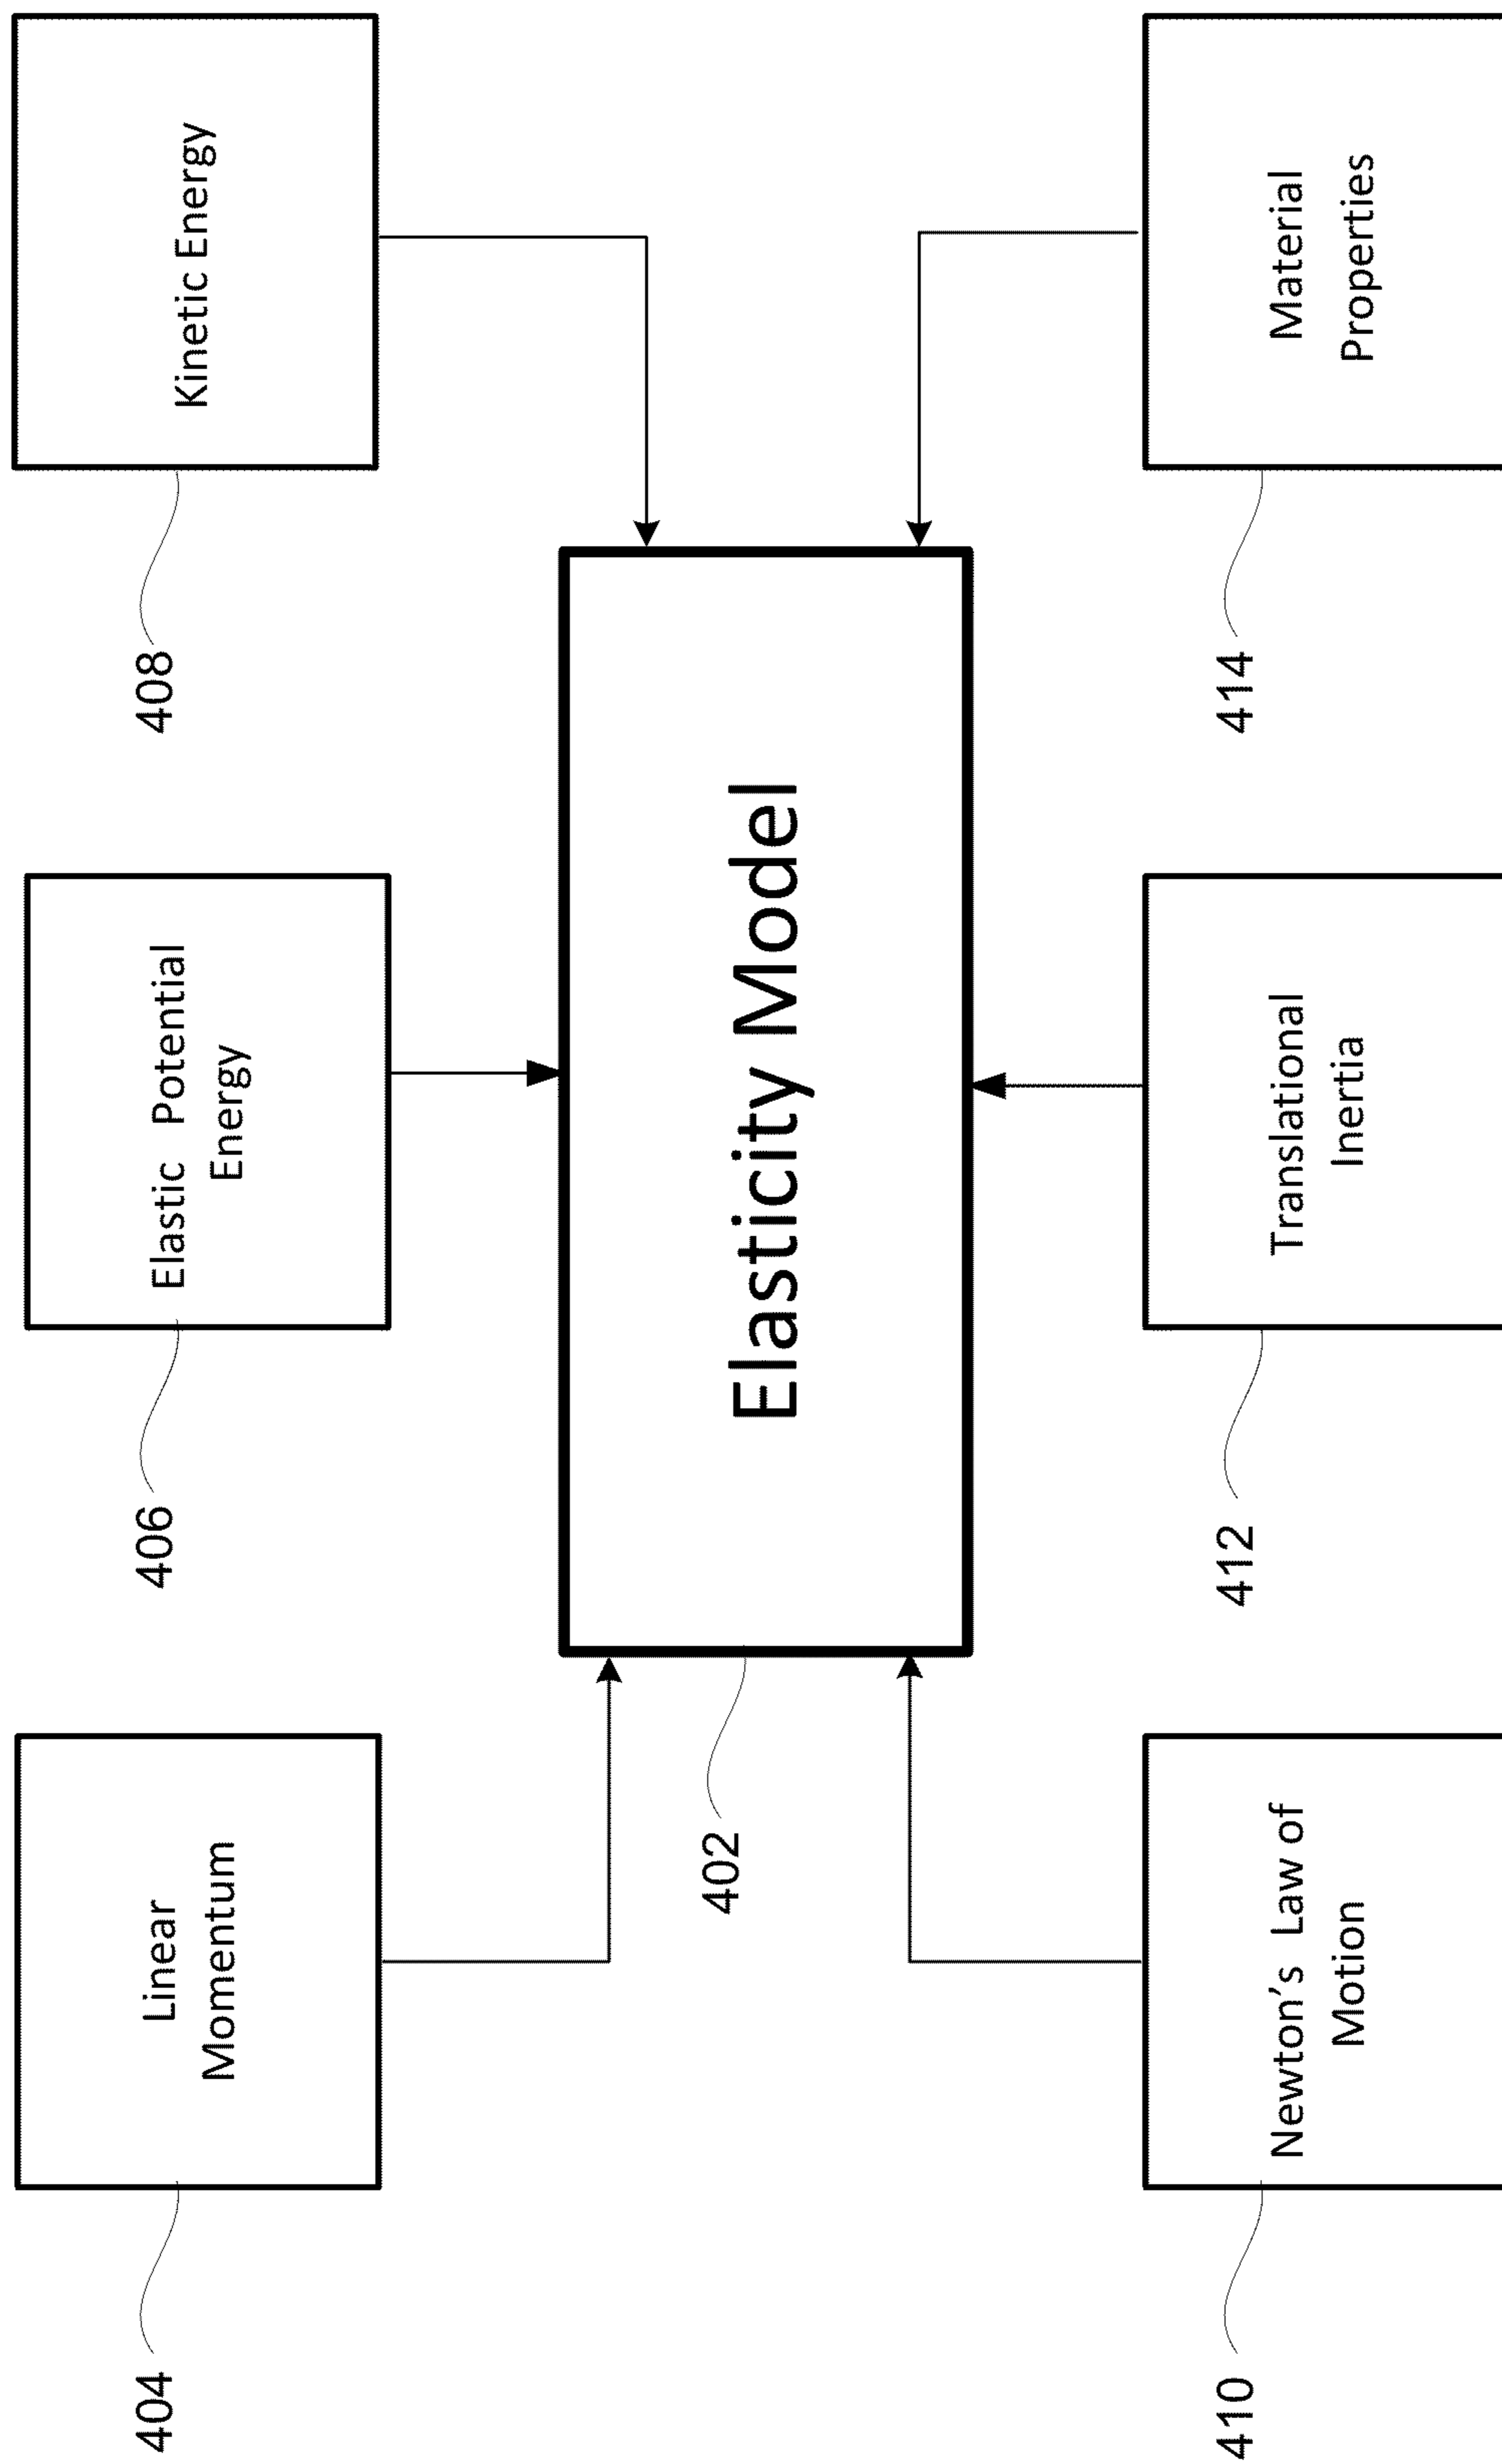 Linear
Momentum
404
Elastic Potential
Energy
406
Kinetic Energy
408
Elasticity Model
402
Newton’s Law of
Motion
410
Translational
Inertia
412
Material
Properties
414